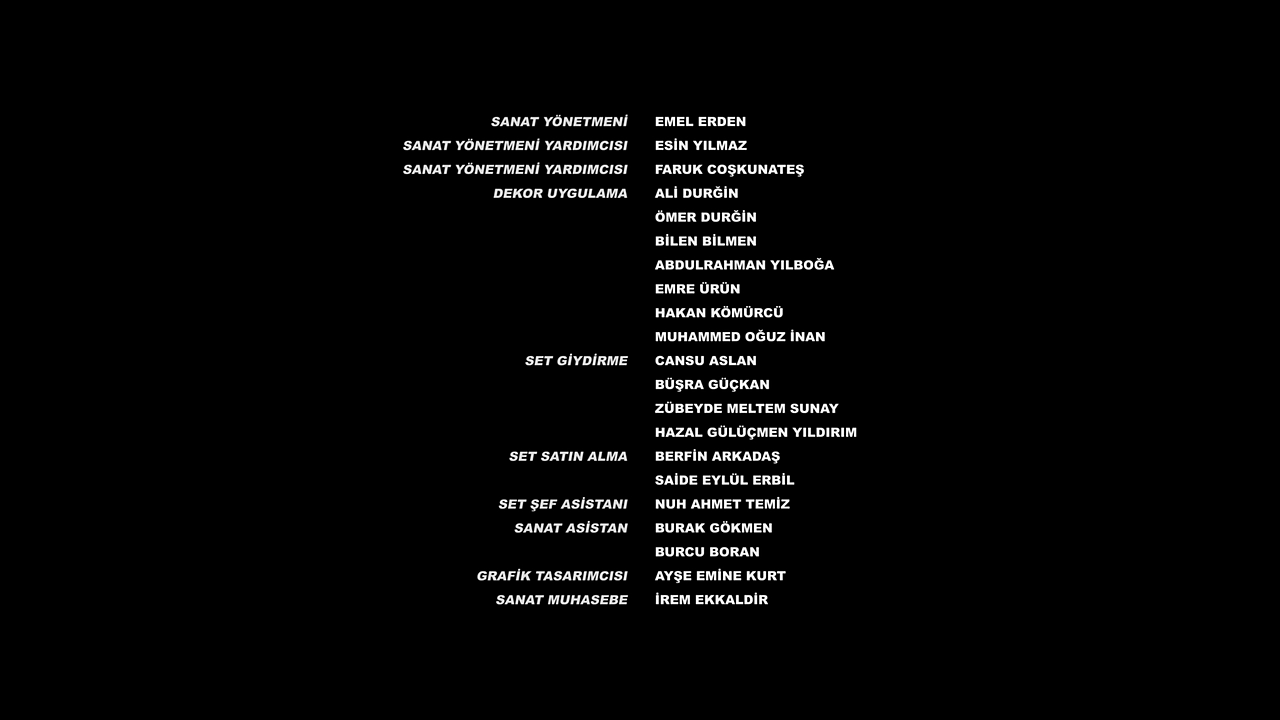 SANAT YÖNETMENİ EMEL ERDEN
SANAT YÖNETMENİ YARDIMCISI ESİN YILMAZ
SANAT YÖNETMENİ YARDIMCISI FARUK COŞKUNATEŞ
DEKOR UYGULAMA ALİ DURĞİN
ÖMER DURĞİN
BİLEN BİLMEN
ABDULRAHMAN YILBOĞA
EMRE ÜRÜN
HAKAN KÖMÜRCÜ
MUHAMMED OĞUZ İNAN
SET GİYDİRME CANSU ASLAN
BÜŞRA GÜÇKAN
ZÜBEYDE MELTEM SUNAY
HAZAL GÜLÜÇMEN YILDIRIM
SET SATIN ALMA BERFİN ARKADAŞ
SAİDE EYLÜL ERBİL
SET ŞEF ASİSTANI NUH AHMET TEMİZ
SANAT ASİSTAN BURAK GÖKMEN
BURCU BORAN
GRAFİK TASARIMCISI AYŞE EMİNE KURT
SANAT MUHASEBE İREM EKKALDİR